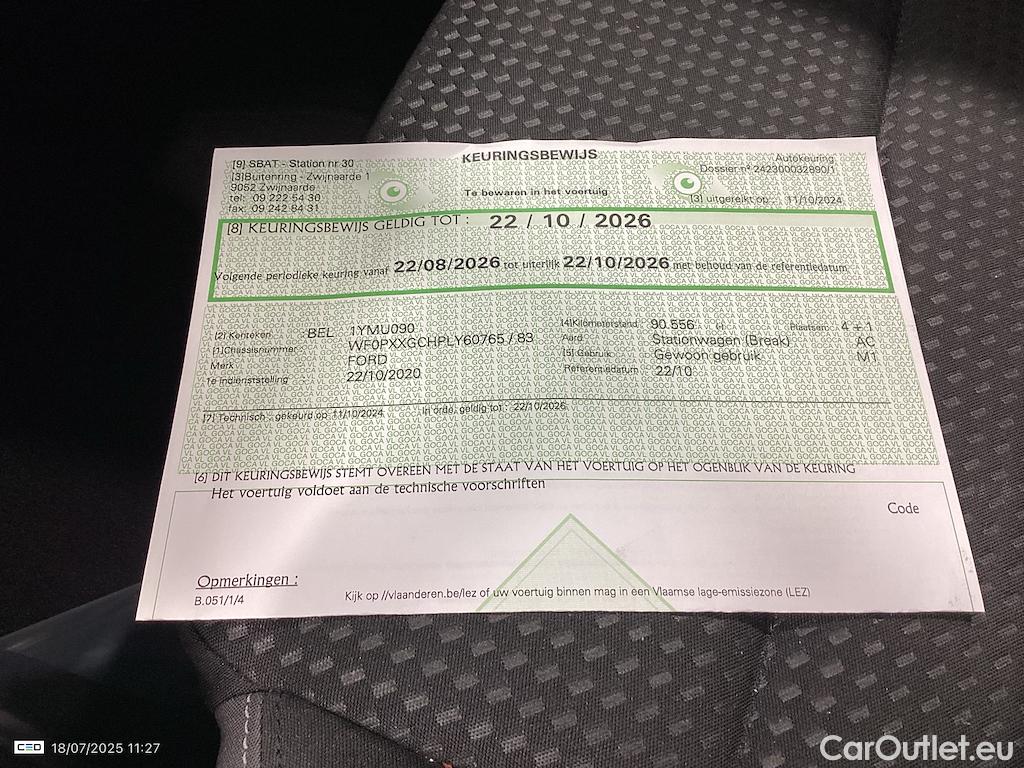 [9] SBAT - Station nr 30
[3]Buitenring - Zwijnaarde 1
9052 Zwijnaarde
tel: 09 222 54 30
fax: 09 242 84 31
KEURINGSBEWIJS
Te bewaren in het voertuig
Autokeuring
Dossier n° 242300032890/1
[3] uitgereikt op : 11/10/2024
[8] KEURINGSBEWIJS GELDIG TOT : 22 / 10 / 2026
Volgende periodieke keuring vanaf 22/08/2026 tot uiterlijk 22/10/2026 met behoud van de referentiedatum
[2] Kenteken BEL 1YMU090
[1]Chassisnummer WF0PXXGCHPLY60765 / 83
Merk FORD
1e Indienststelling 22/10/2020
[4]Kilometerstand 90.556 Plaatsen: 4 + 1
Aard Stationwagen (Break) AC
[5] Gebruik Gewoon gebruik M1
Referentiedatum 22/10
[7] Technisch gekeurd op 11/10/2024 In orde, geldig tot 22/10/2026
[6] DIT KEURINGSBEWIJS STEMT OVEREEN MET DE STAAT VAN HET VOERTUIG OP HET OGENBLIK VAN DE KEURING
Het voertuig voldoet aan de technische voorschriften
Code
Opmerkingen :
B.051/1/4
Kijk op //vlaanderen.be/lez of uw voertuig binnen mag in een Vlaamse lage-emissiezone (LEZ)
CEO 18/07/2025 11:27
CarOutlet.eu